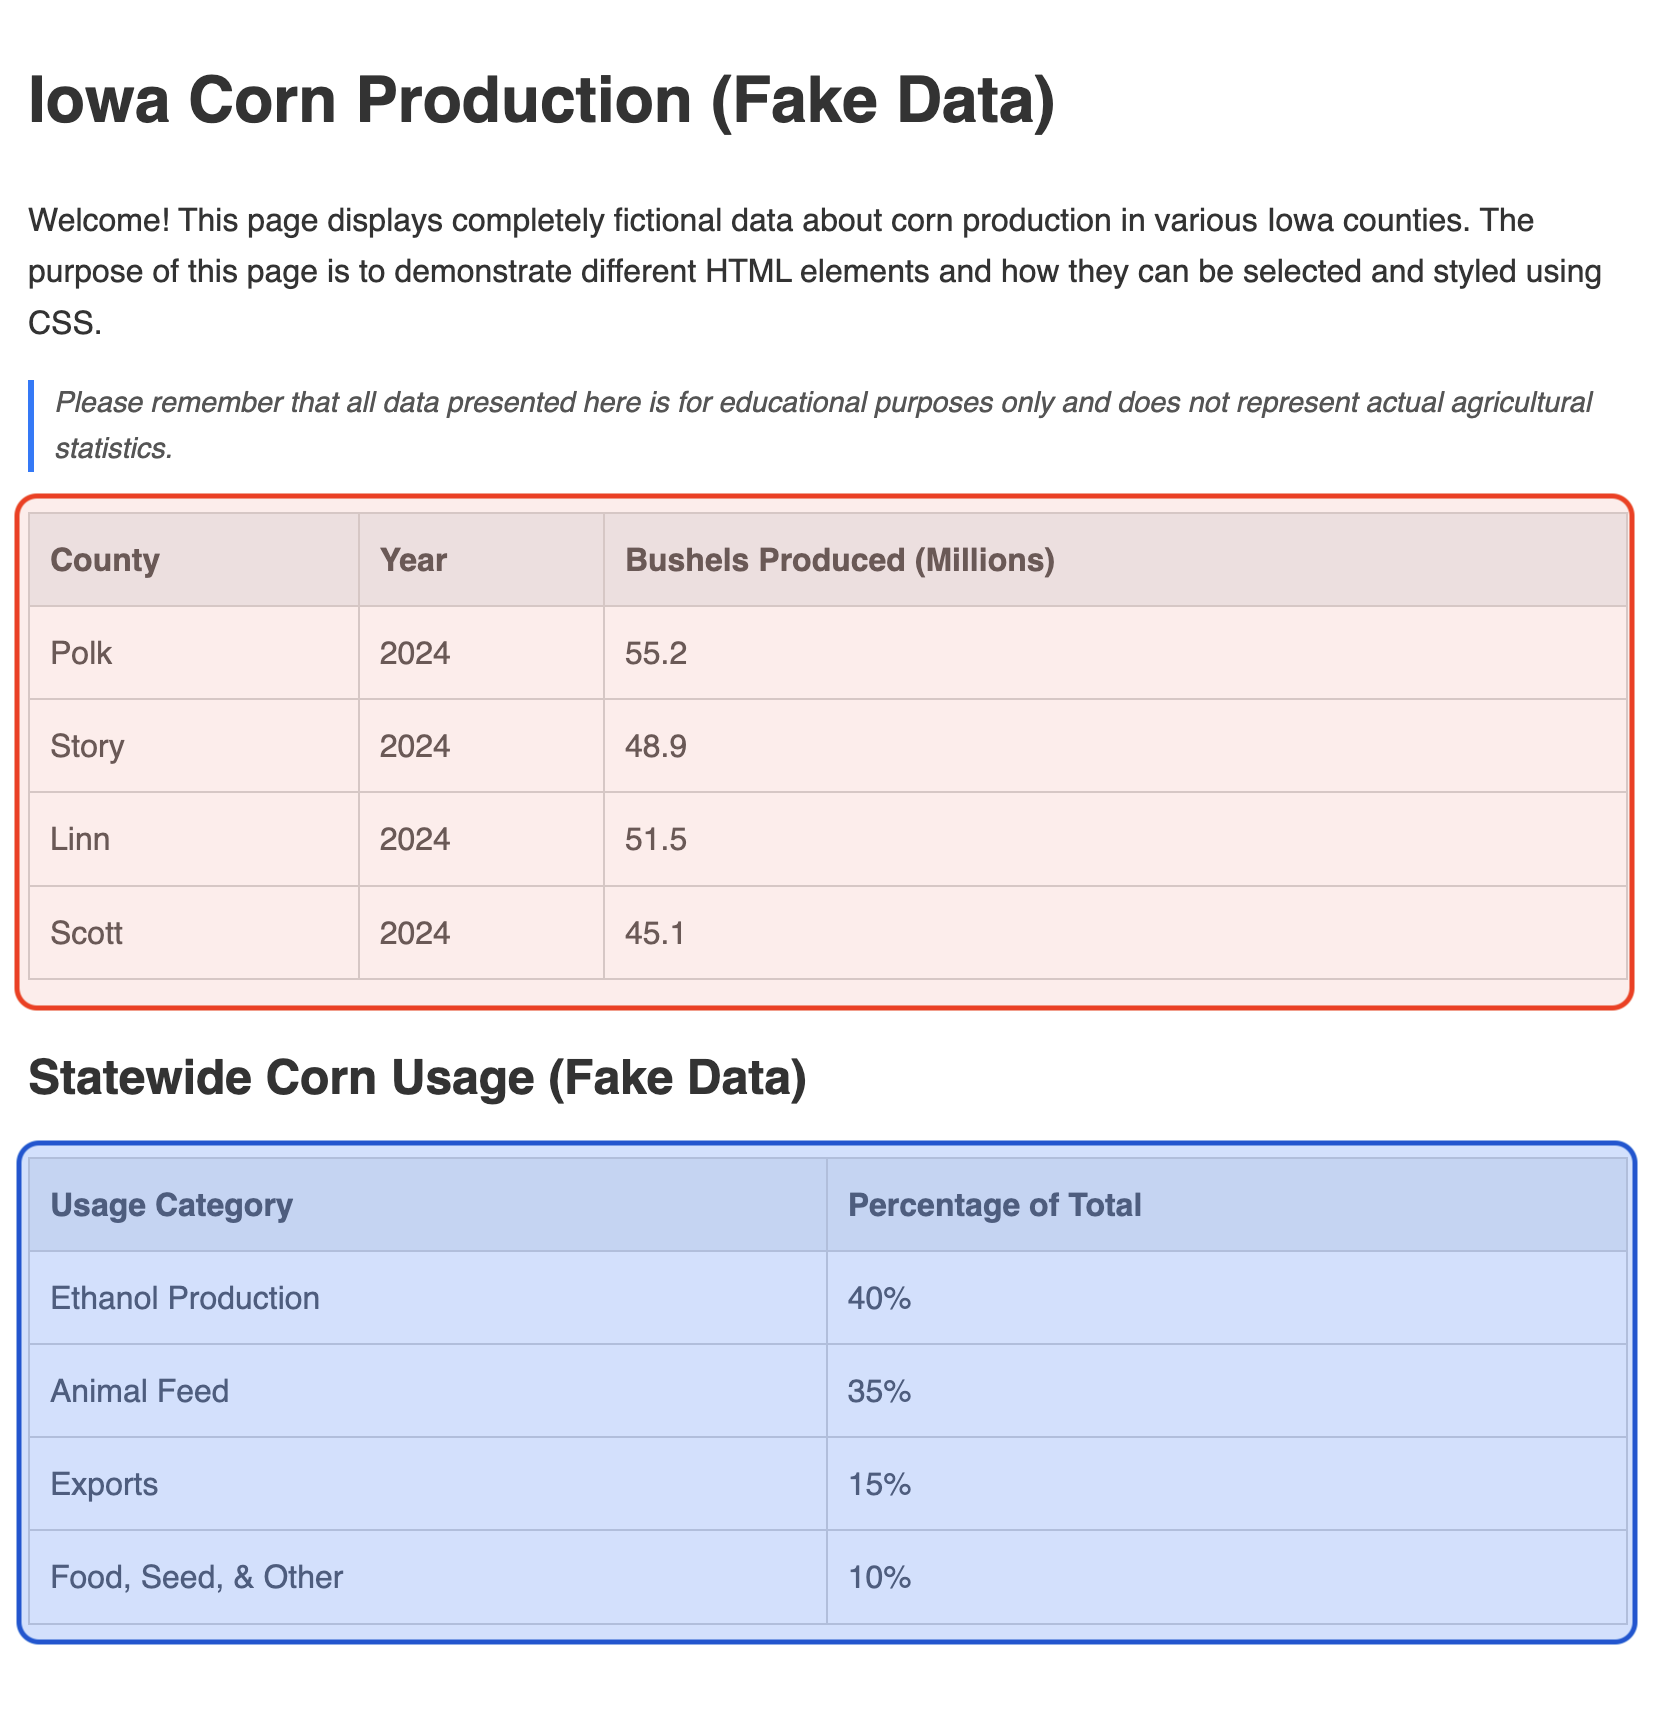 Iowa Corn Production (Fake Data)
Welcome! This page displays completely fictional data about corn production in various Iowa counties. The
purpose of this page is to demonstrate different HTML elements and how they can be selected and styled using
CSS.
Please remember that all data presented here is for educational purposes only and does not represent actual agricultural
statistics.
County Year Bushels Produced (Millions)
Polk 2024 55.2
Story 2024 48.9
Linn 2024 51.5
Scott 2024 45.1
Statewide Corn Usage (Fake Data)
Usage Category Percentage of Total
Ethanol Production 40%
Animal Feed 35%
Exports 15%
Food, Seed, & Other 10%